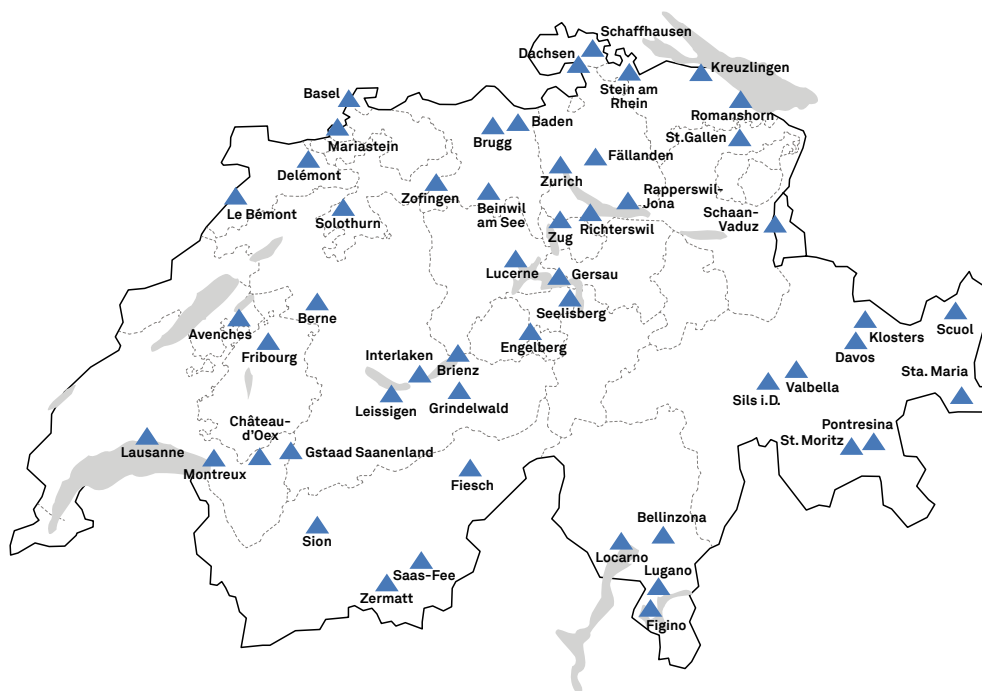 Schaffhausen
Dachsen
Kreuzlingen
Stein am
Rhein
Basel
Romanshorn
Baden
Brugg
St.Gallen
Mariastein
Fällanden
Delémont
Zurich
Rapperswil-
Jona
Zofingen
Beinwil
am See
Le Bémont
Solothurn
Schaan-
Vaduz
Richterswil
Zug
Lucerne
Gersau
Seelisberg
Berne
Scuol
Avenches
Klosters
Engelberg
Fribourg
Davos
Interlaken
Brienz
Sta. Maria
Valbella
Leissigen
Grindelwald
Sils i.D.
Château-
d'Oex
Pontresina
St. Moritz
Lausanne
Gstaad Saanenland
Montreux
Fiesch
Bellinzona
Sion
Locarno
Lugano
Saas-Fee
Zermatt
Figino